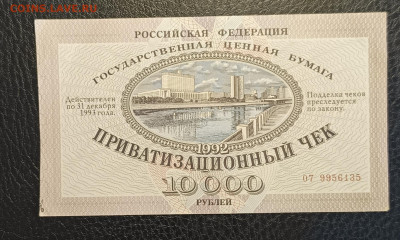 РОССИЙСКАЯ ФЕДЕРАЦИЯ
ГОСУДАРСТВЕННАЯ ЦЕННАЯ БУМАГА
Действителен
по 31 декабря
1993 года.
Подделка чеков
преследуется
по закону.
1992
ПРИВАТИЗАЦИОННЫЙ ЧЕК
10 000
РУБЛЕЙ
07 9956135